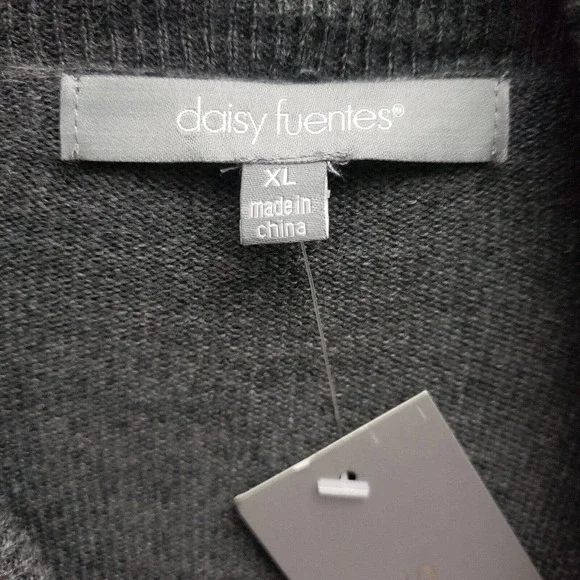 daisy fuentes®
XL
made in
china